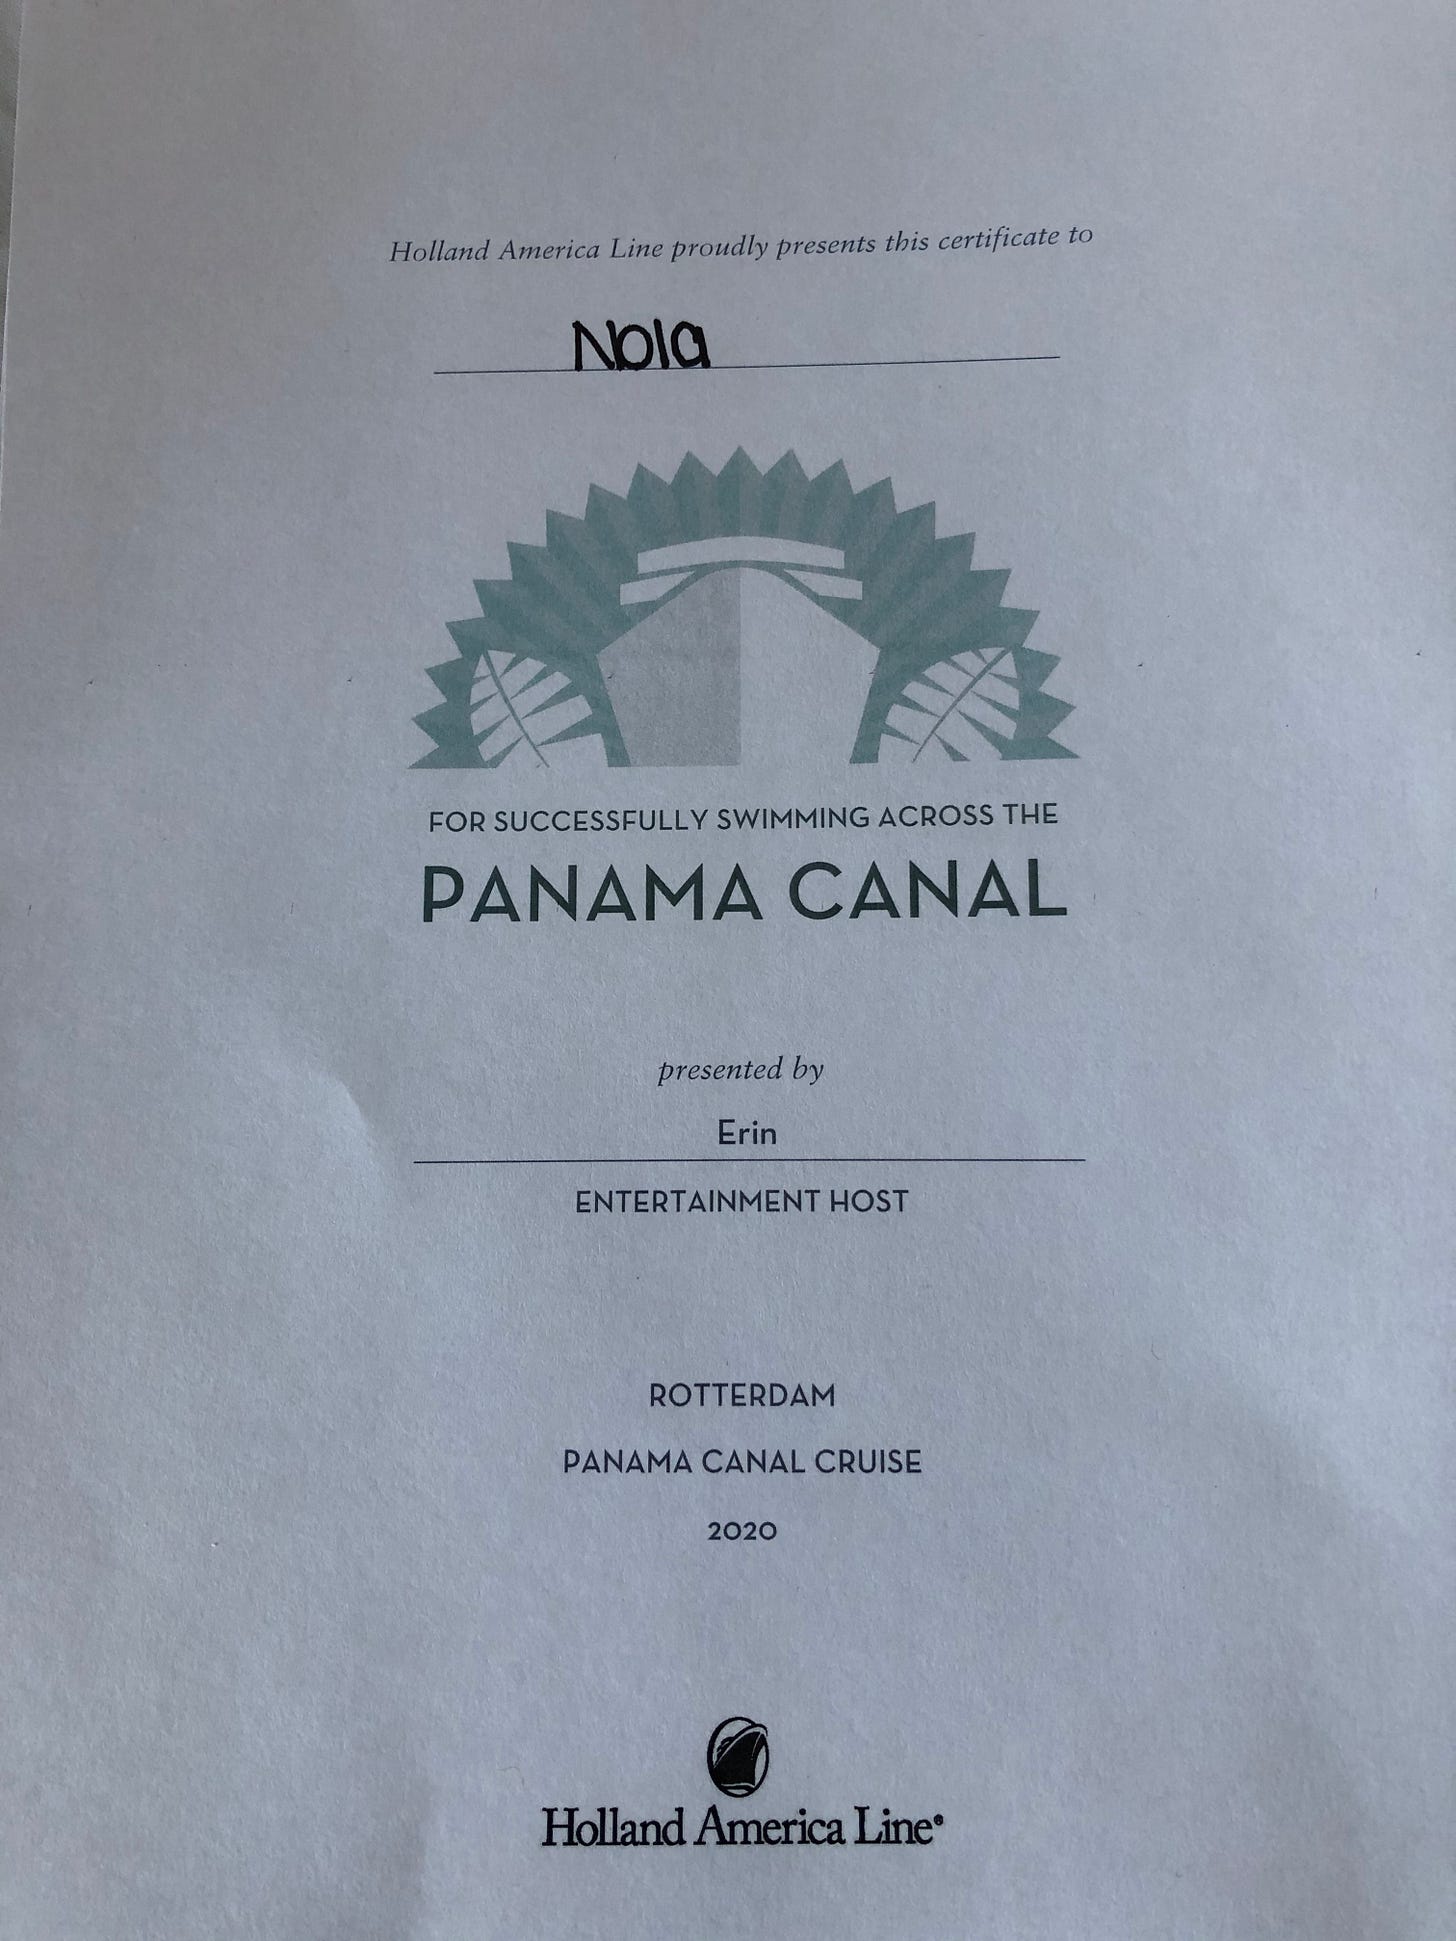 Holland America Line proudly presents this certificate to
Nola
FOR SUCCESSFULLY SWIMMING ACROSS THE
PANAMA CANAL
presented by
Erin
ENTERTAINMENT HOST
ROTTERDAM
PANAMA CANAL CRUISE
2020
Holland America Line®